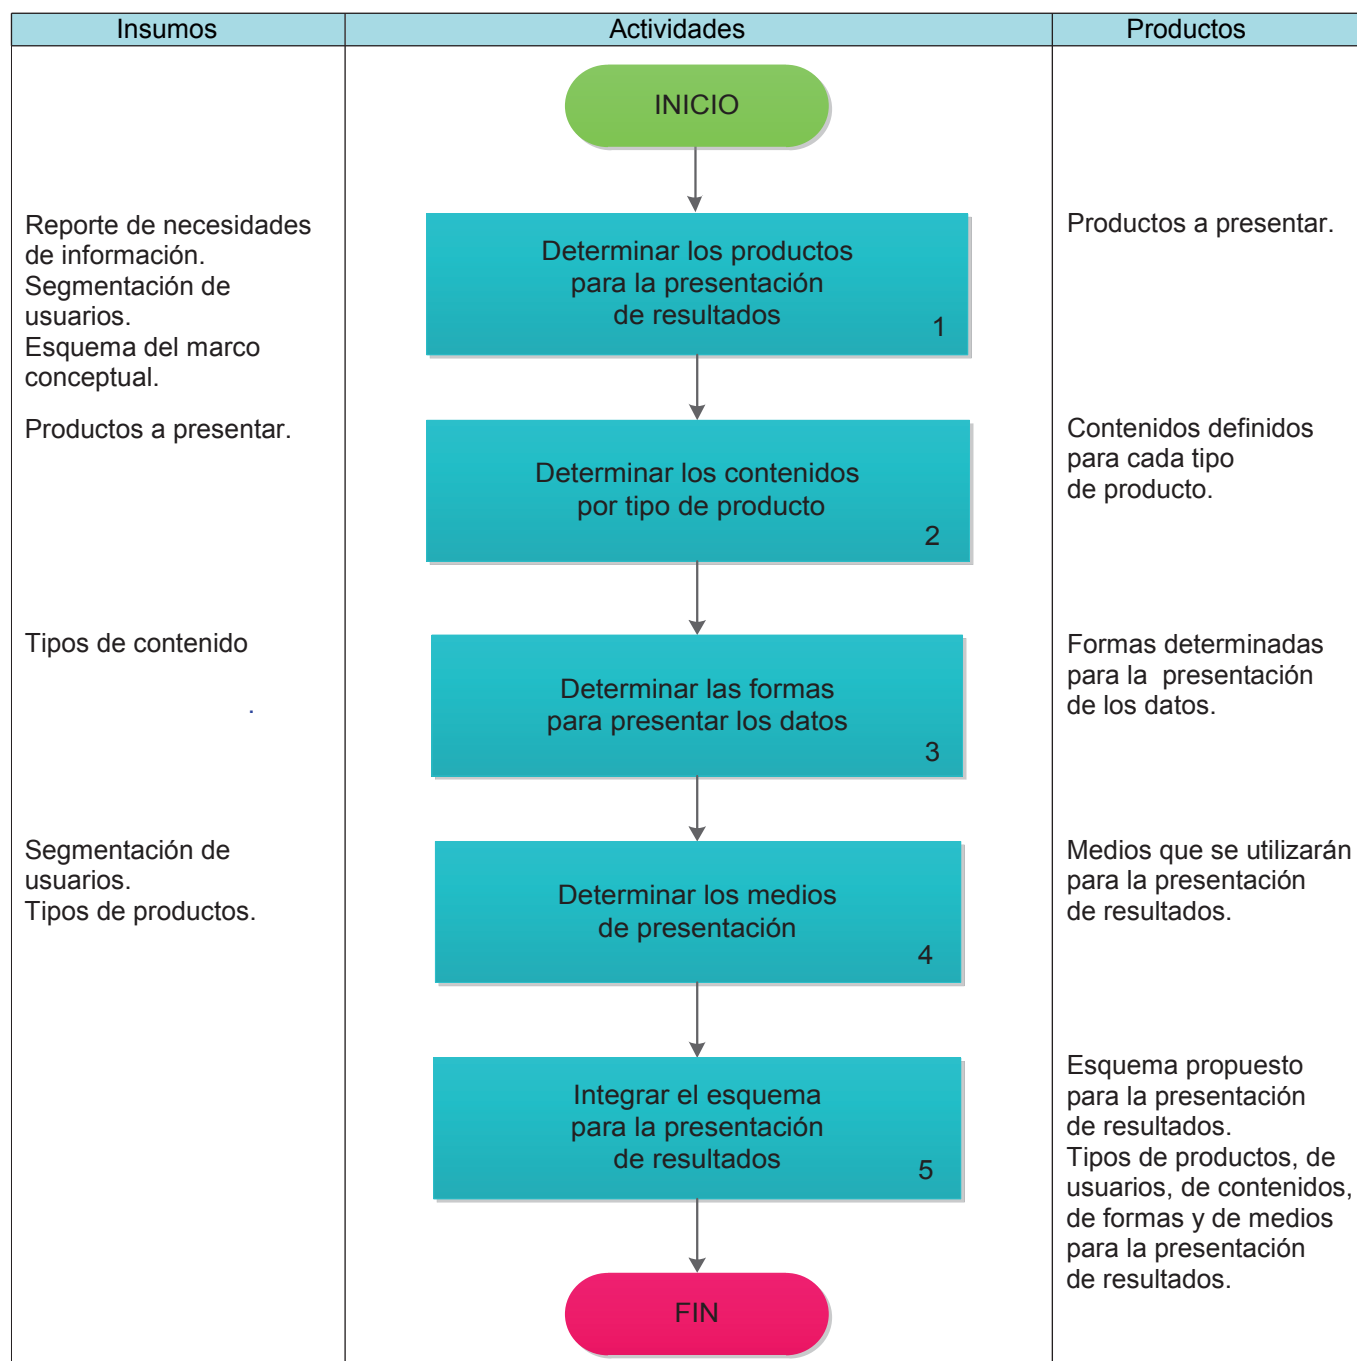 Insumos
Actividades
Productos
INICIO
Reporte de necesidades
de información.
Segmentación de
usuarios.
Esquema del marco
conceptual.
Determinar los productos
para la presentación
de resultados
1
Productos a presentar.
Productos a presentar.
Determinar los contenidos
por tipo de producto
2
Contenidos definidos
para cada tipo
de producto.
Tipos de contenido
.
Determinar las formas
para presentar los datos
3
Formas determinadas
para la  presentación
de los datos.
Segmentación de
usuarios.
Tipos de productos.
Determinar los medios
de presentación
4
Medios que se utilizarán
para la presentación
de resultados.
Integrar el esquema
para la presentación
de resultados
5
Esquema propuesto
para la presentación
de resultados.
Tipos de productos, de
usuarios, de contenidos,
de formas y de medios
para la presentación
de resultados.
FIN